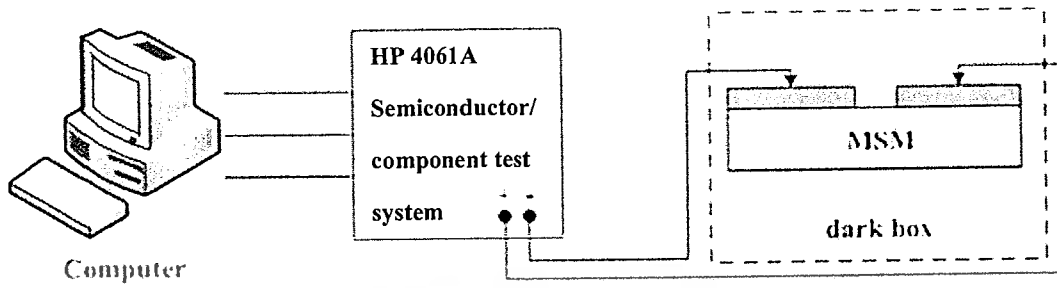 HP 4061A
Semiconductor/
component test
system
+ -
Computer
MSM
dark box